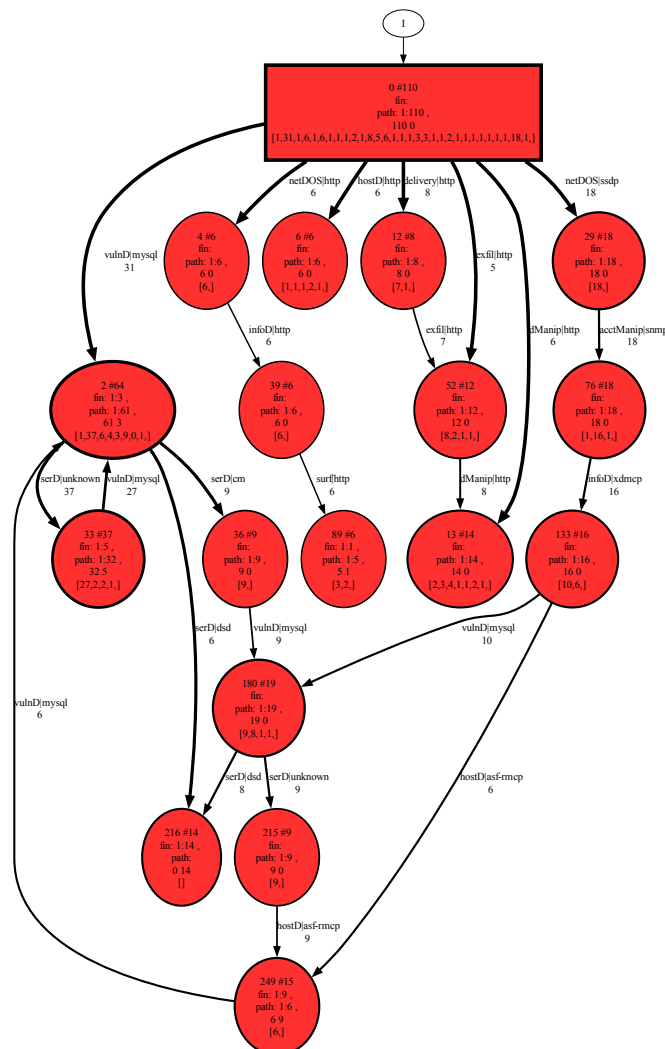 I
0 #110
fin:
path: 1:110 ,
110 0
[1,31,1,6,1,6,1,1,1,2,1,8,5,6,1,1,1,3,3,1,1,2,1,1,1,1,1,1,1,18,1,]
netDOS|http
6
hostD|http
6
delivery|http
8
netDOS|ssdp
18
4 #6
fin:
path: 1:6 ,
6 0
[6,]
6 #6
fin:
path: 1:6 ,
6 0
[1,1,1,2,1,]
12 #8
fin:
path: 1:8 ,
8 0
[7,1,]
29 #18
fin:
path: 1:18 ,
18 0
[18,]
vulnD|mysql
31
exfil|http
5
infoD|http
6
exfil|http
7
dManip|http
6
acctManip|snmp
18
2 #64
fin: 1:3 ,
path: 1:61 ,
61 3
[1,37,6,4,3,9,0,1,]
39 #6
fin:
path: 1:6 ,
6 0
[6,]
52 #12
fin:
path: 1:12 ,
12 0
[8,2,1,1,]
76 #18
fin:
path: 1:18 ,
18 0
[1,16,1,]
serD|unknown
37
vulnD|mysql
27
serD|cm
9
surf|http
6
dManip|http
8
infoD|xdmcp
16
33 #37
fin: 1:5 ,
path: 1:32 ,
32 5
[27,2,2,1,]
36 #9
fin:
path: 1:9 ,
9 0
[9,]
89 #6
fin: 1:1 ,
path: 1:5 ,
5 1
[3,2,]
13 #14
fin:
path: 1:14 ,
14 0
[2,3,4,1,1,2,1,]
133 #16
fin:
path: 1:16 ,
16 0
[10,6,]
serD|dsd
6
vulnD|mysql
9
vulnD|mysql
10
vulnD|mysql
6
180 #19
fin:
path: 1:19 ,
19 0
[9,8,1,1,]
serD|dsd
8
serD|unknown
9
hostD|asf-rmcp
6
216 #14
fin: 1:14 ,
path:
0 14
[]
215 #9
fin:
path: 1:9 ,
9 0
[9,]
hostD|asf-rmcp
9
249 #15
fin: 1:9 ,
path: 1:6 ,
6 9
[6,]